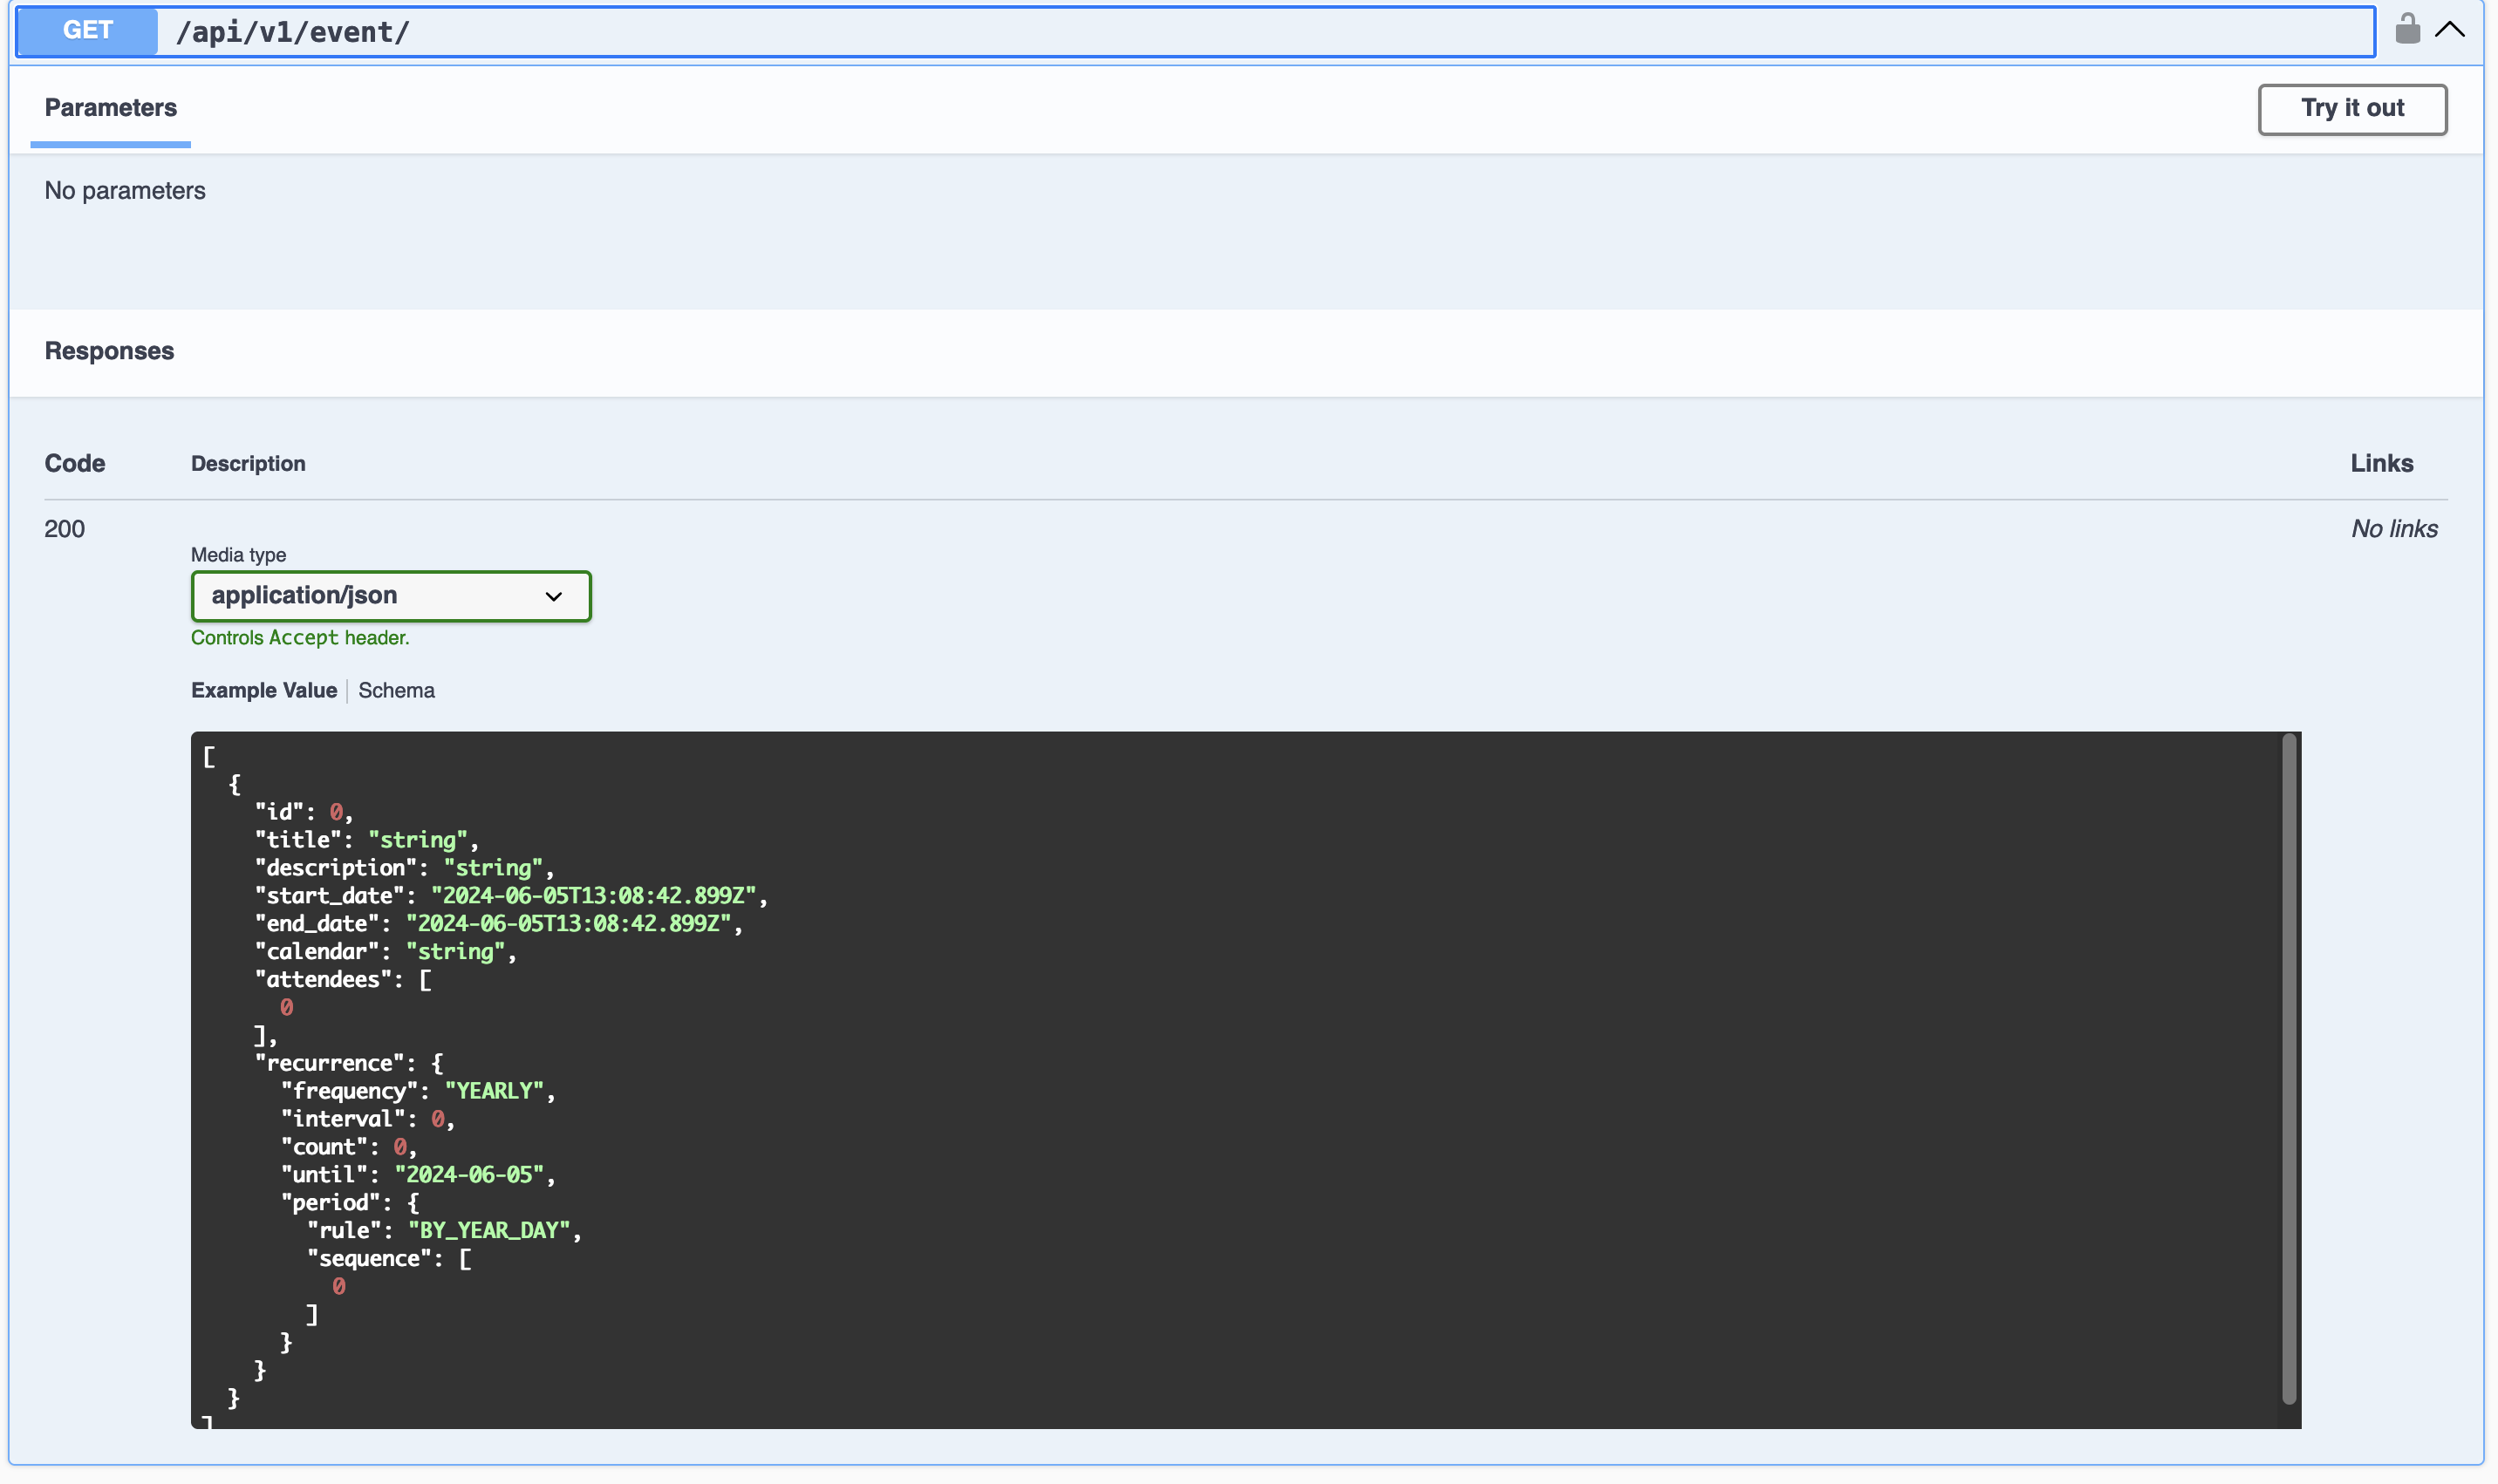 GET /api/v1/event/
Parameters
Try it out
No parameters
Responses
Code Description Links
200 No links
Media type
application/json
Controls Accept header.
Example Value Schema
[
  {
    "id": 0,
    "title": "string",
    "description": "string",
    "start_date": "2024-06-05T13:08:42.899Z",
    "end_date": "2024-06-05T13:08:42.899Z",
    "calendar": "string",
    "attendees": [
      0
    ],
    "recurrence": {
      "frequency": "YEARLY",
      "interval": 0,
      "count": 0,
      "until": "2024-06-05",
      "period": {
        "rule": "BY_YEAR_DAY",
        "sequence": [
          0
        ]
      }
    }
  }
]